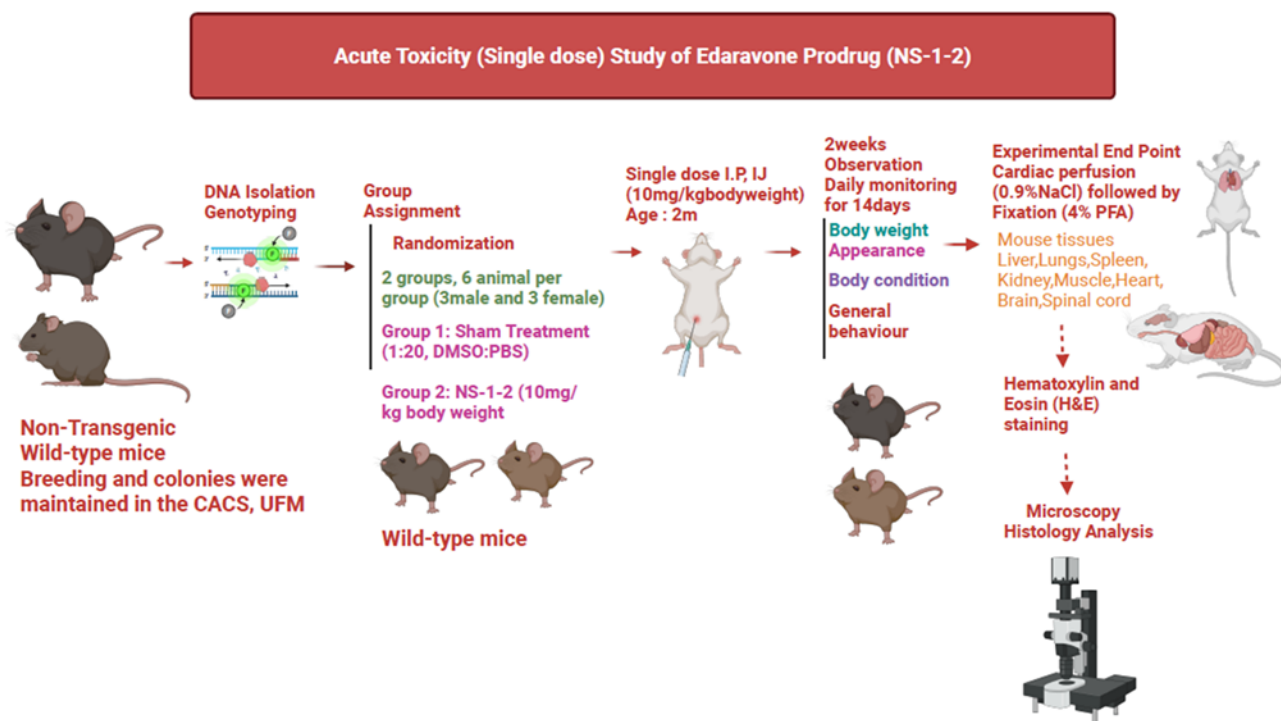 Acute Toxicity (Single dose) Study of Edaravone Prodrug (NS-1-2)
Non-Transgenic
Wild-type mice
Breeding and colonies were
maintained in the CACS, UFM
DNA Isolation
Genotyping
Group
Assignment
Randomization
2 groups, 6 animal per
group (3male and 3 female)
Group 1: Sham Treatment
(1:20, DMSO:PBS)
Group 2: NS-1-2 (10mg/
kg body weight
Wild-type mice
Single dose I.P, IJ
(10mg/kgbodyweight)
Age : 2m
2weeks
Observation
Daily monitoring
for 14days
Body weight
Appearance
Body condition
General
behaviour
Experimental End Point
Cardiac perfusion
(0.9%NaCl) followed by
Fixation (4% PFA)
Mouse tissues
Liver,Lungs,Spleen,
Kidney,Muscle,Heart,
Brain,Spinal cord
Hematoxylin and
Eosin (H&E)
staining
Microscopy
Histology Analysis